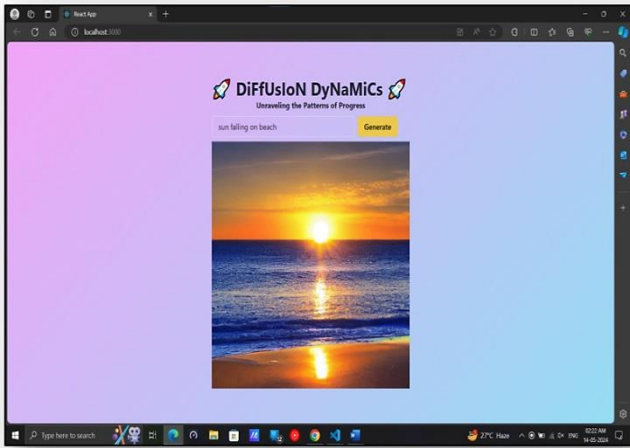 React App
localhost:3000
🚀 DiFfUsIoN DyNaMiCs 🚀
Unraveling the Patterns of Progress
sun falling on beach
Generate
Type here to search
27°C Haze
ENG
02:22 AM
14-05-2024